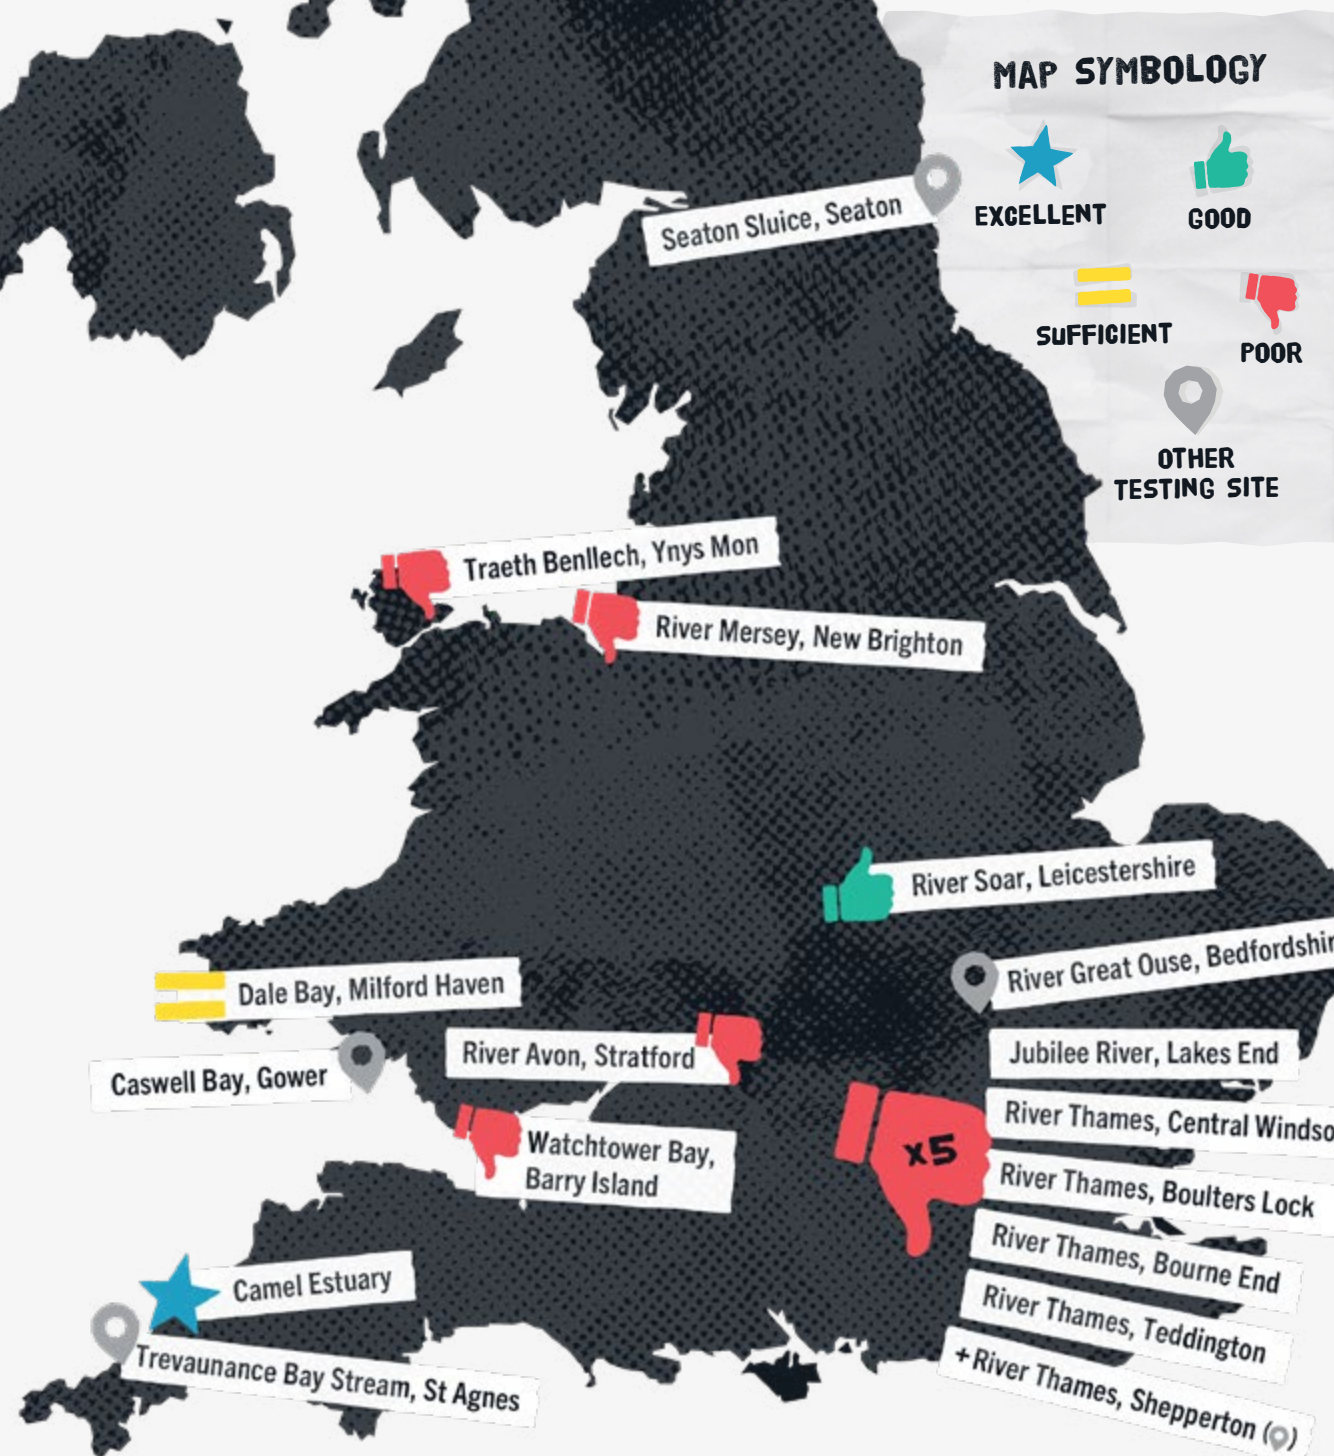 MAP SYMBOLOGY
EXCELLENT
GOOD
SUFFICIENT
POOR
OTHER
TESTING SITE
Seaton Sluice, Seaton
Traeth Benllech, Ynys Mon
River Mersey, New Brighton
River Soar, Leicestershire
River Great Ouse, Bedfordshir
Dale Bay, Milford Haven
Jubilee River, Lakes End
River Avon, Stratford
Caswell Bay, Gower
River Thames, Central Windso
x5
Watchtower Bay,
Barry Island
River Thames, Boulters Lock
River Thames, Bourne End
Camel Estuary
River Thames, Teddington
Trevaunance Bay Stream, St Agnes
+River Thames, Shepperton ( )